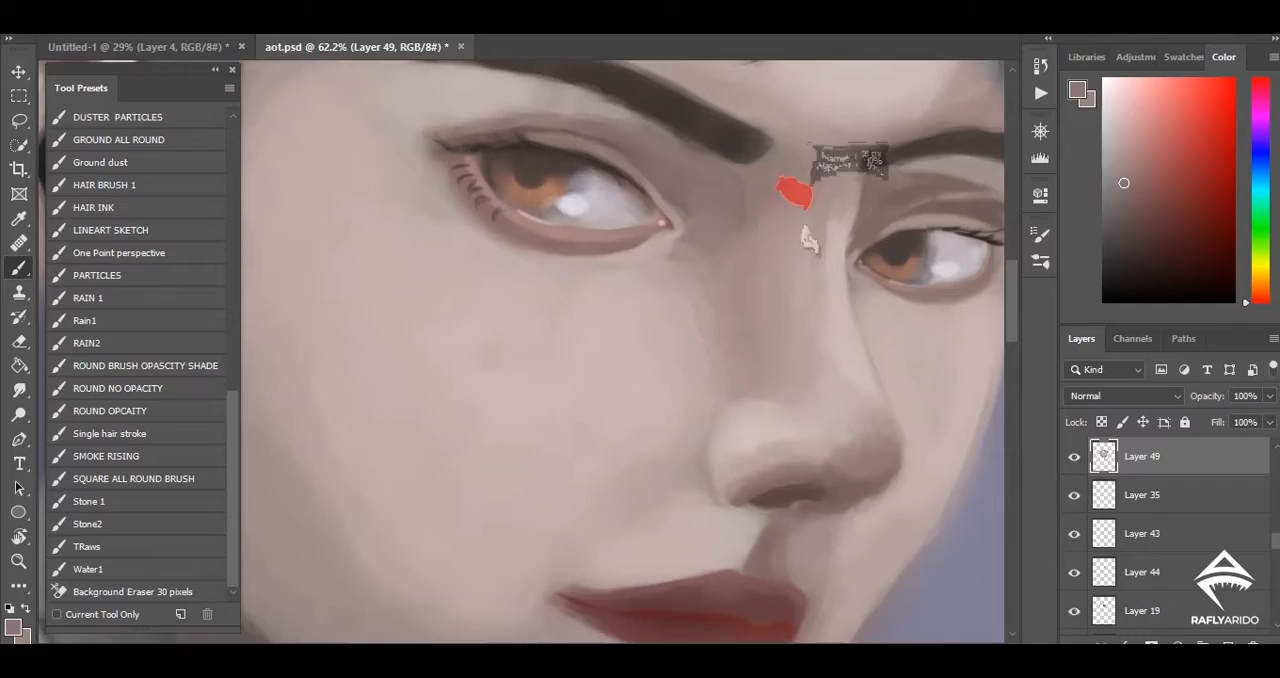 Untitled-1 @ 29% (Layer 4, RGB/8#) *
aot.psd @ 62.2% (Layer 49, RGB/8#) *
Tool Presets
DUSTER PARTICLES
GROUND ALL ROUND
Ground dust
HAIR BRUSH 1
HAIR INK
LINEART SKETCH
One Point perspective
PARTICLES
RAIN 1
Rain1
RAIN2
ROUND BRUSH OPASCITY SHADE
ROUND NO OPACITY
ROUND OPCAITY
Single hair stroke
SMOKE RISING
SQUARE ALL ROUND BRUSH
Stone 1
Stone2
TRaws
Water1
Background Eraser 30 pixels
Current Tool Only
Libraries
Adjustme
Swatches
Color
Layers
Channels
Paths
Kind
Normal
Opacity: 100%
Lock:
Fill: 100%
Layer 49
Layer 35
Layer 43
Layer 44
Layer 19
RAFLYARIDO